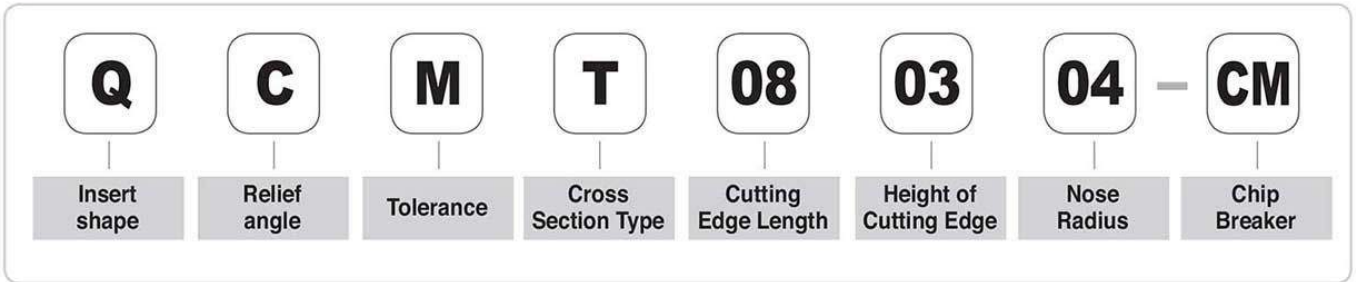 Q C M T 08 03 04 – CM
Insert Relief Tolerance Cross Cutting Height of Nose Chip
shape angle Section Type Edge Length Cutting Edge Radius Breaker